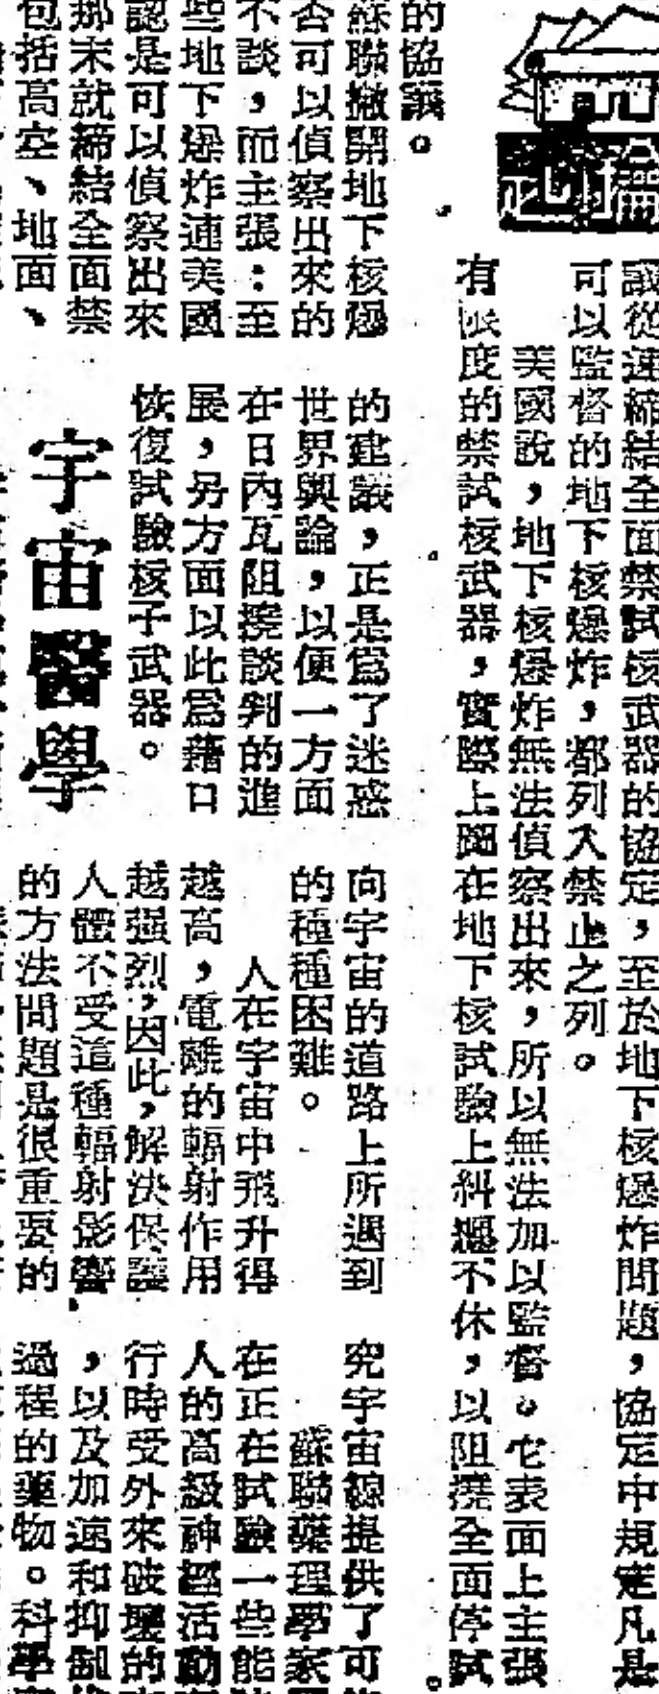 議從速締結全面禁試核武器的協定，至於地下核爆炸問題，協定中規定凡是
可以監督的地下核爆炸，都列入禁止之列。
美國說，地下核爆炸無法偵察出來，所以無法加以監督。它表面上主張
有限度的禁試核武器，實際上卻在地下核試驗上糾纏不休，以阻撓全面停試
的協議。
蘇聯撇開地下核爆
否可以偵察出來的
不談，而主張：至
些地下爆炸連美國
認是可以偵察出來
那末就締結全面禁
包括高空、地面、
的建議，正是爲了迷惑
世界輿論，以便一方面
在日內瓦阻撓談判的進
展，另方面以此爲藉口
恢復試驗核子武器。
宇宙醫學
向宇宙的道路上所遇到
的種種困難。
人在宇宙中飛升得
越高，電離的輻射作用
越强烈，因此，解決保護
人體不受這種輻射影響
的方法問題是很重要的
究宇宙線提供了可
蘇聯藥理學家
在正在試驗一些能
人的高級神經活動
行時受外來破壞的
，以及加速和抑制
過程的藥物。科學